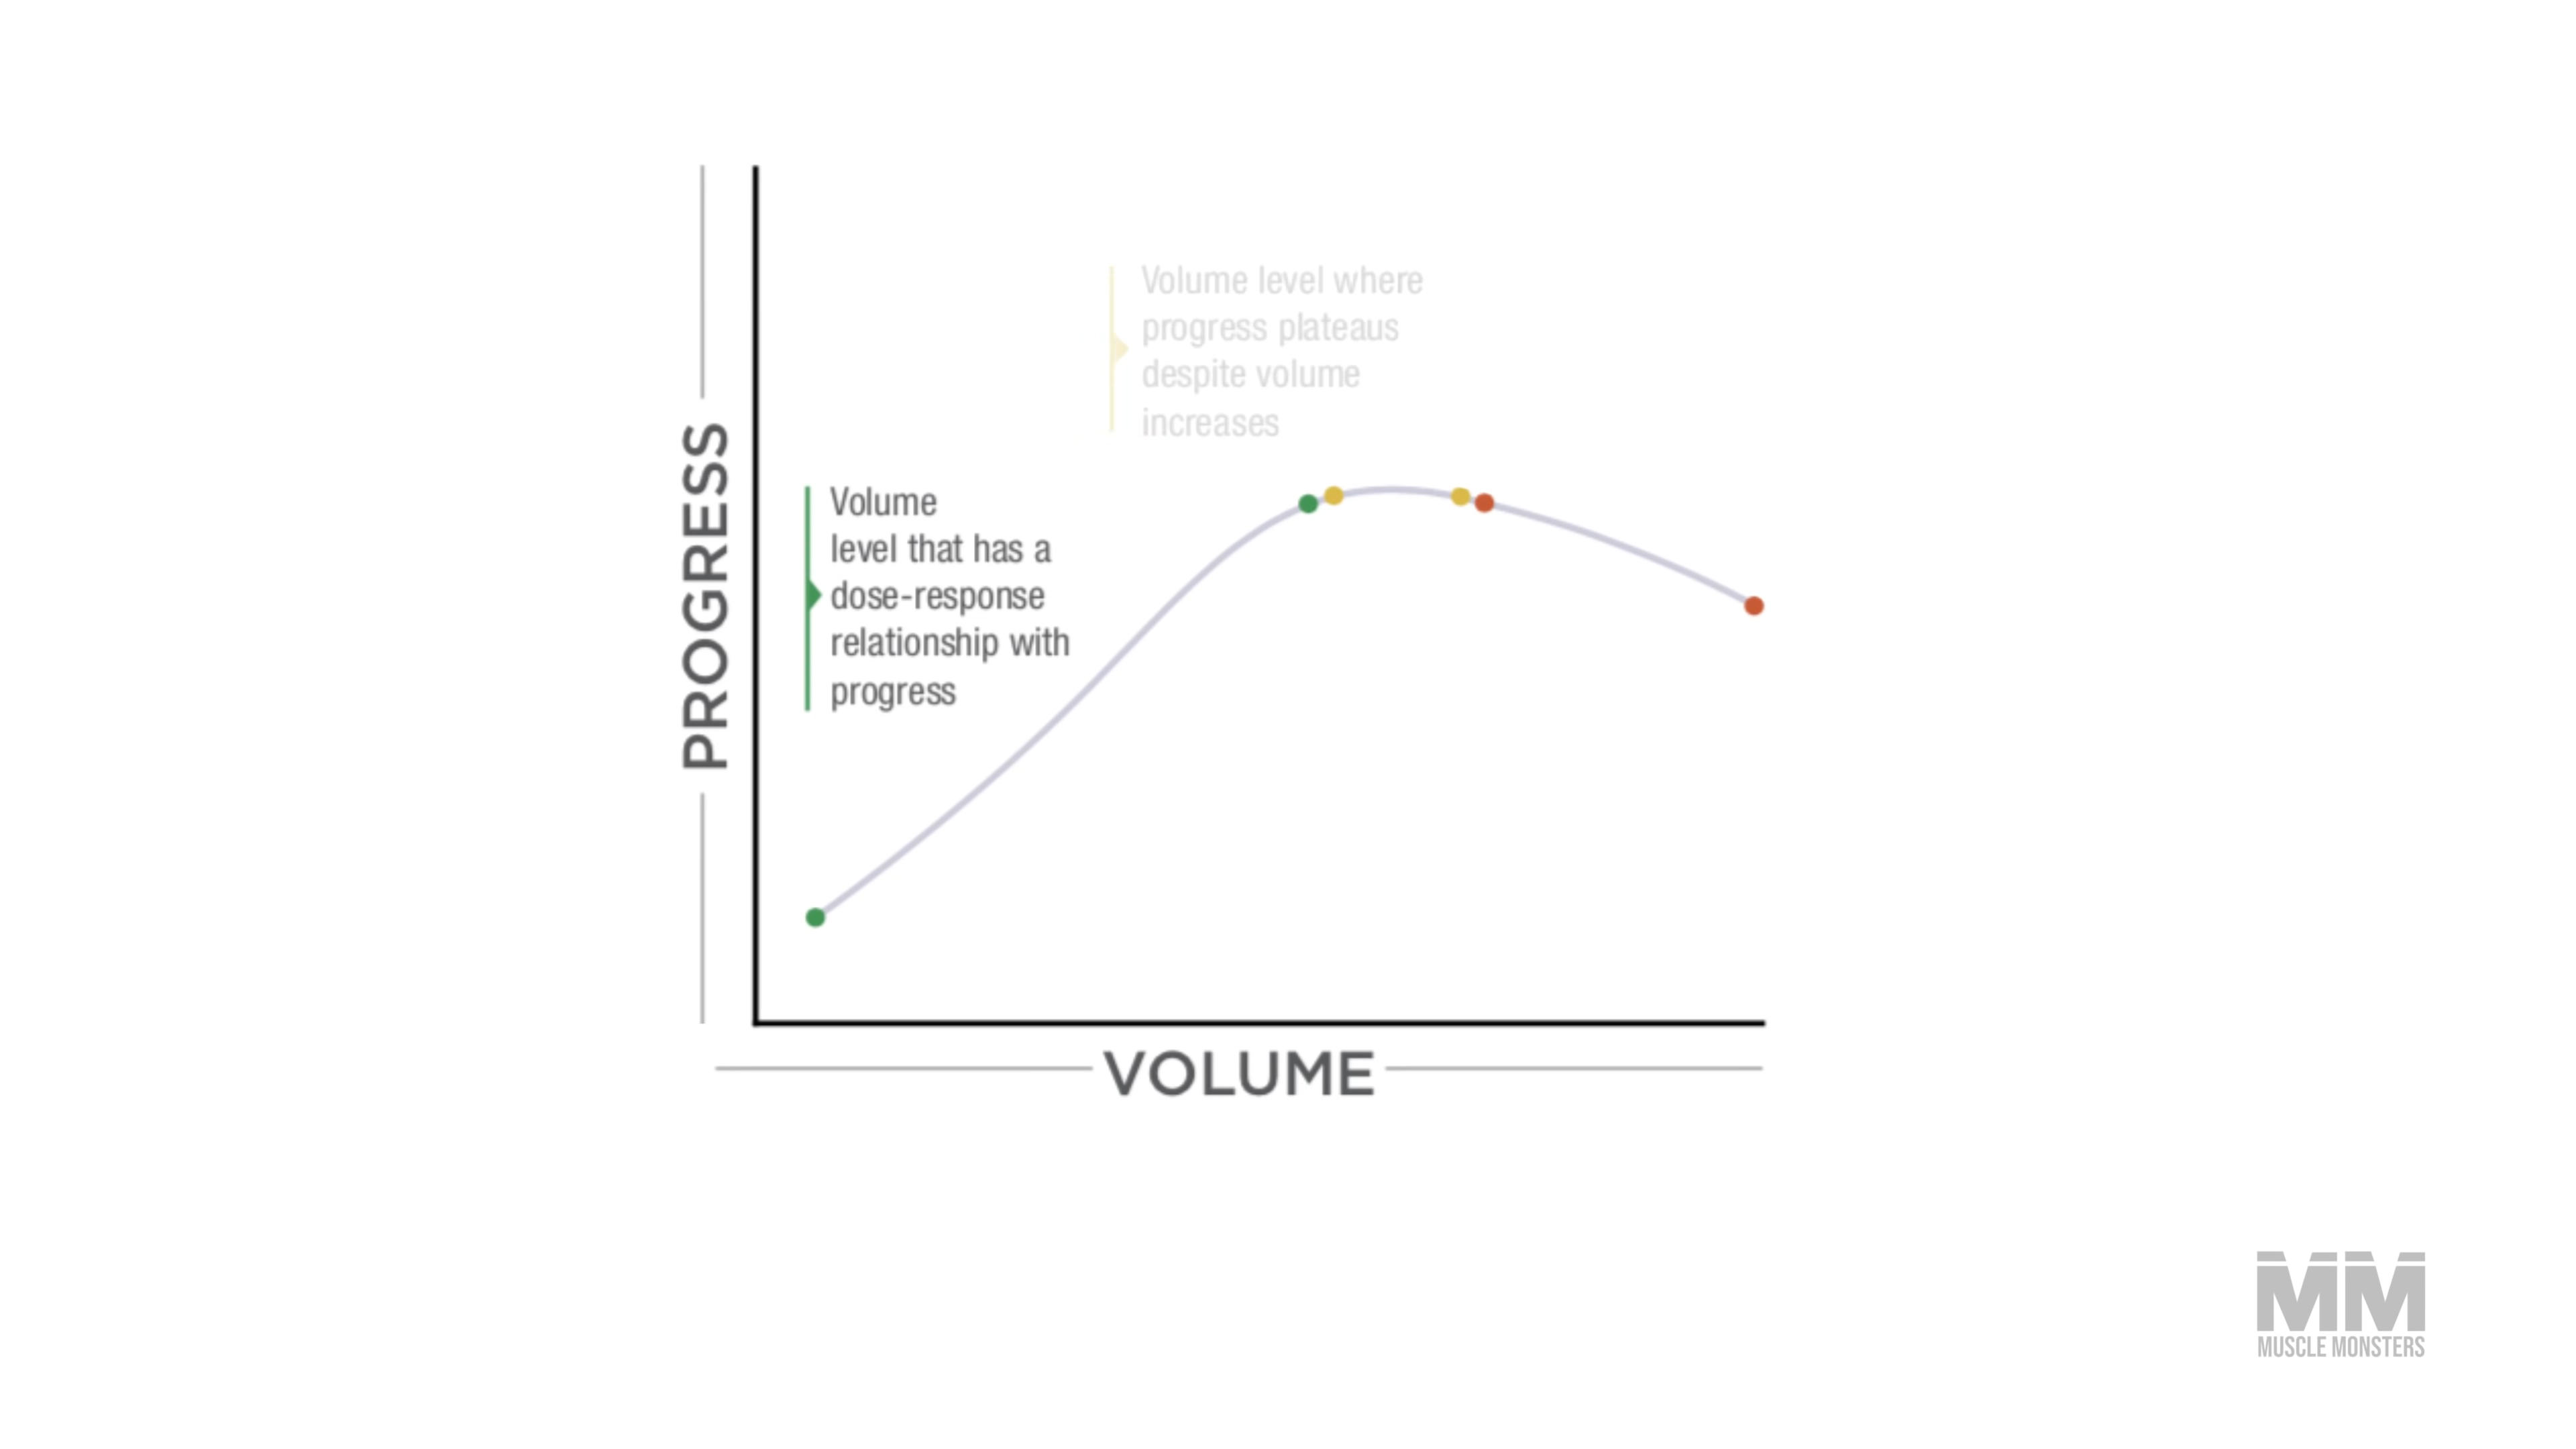 Volume level where
progress plateaus
despite volume
increases
Volume
level that has a
dose-response
relationship with
progress
PROGRESS
VOLUME
MM
MUSCLE MONSTERS